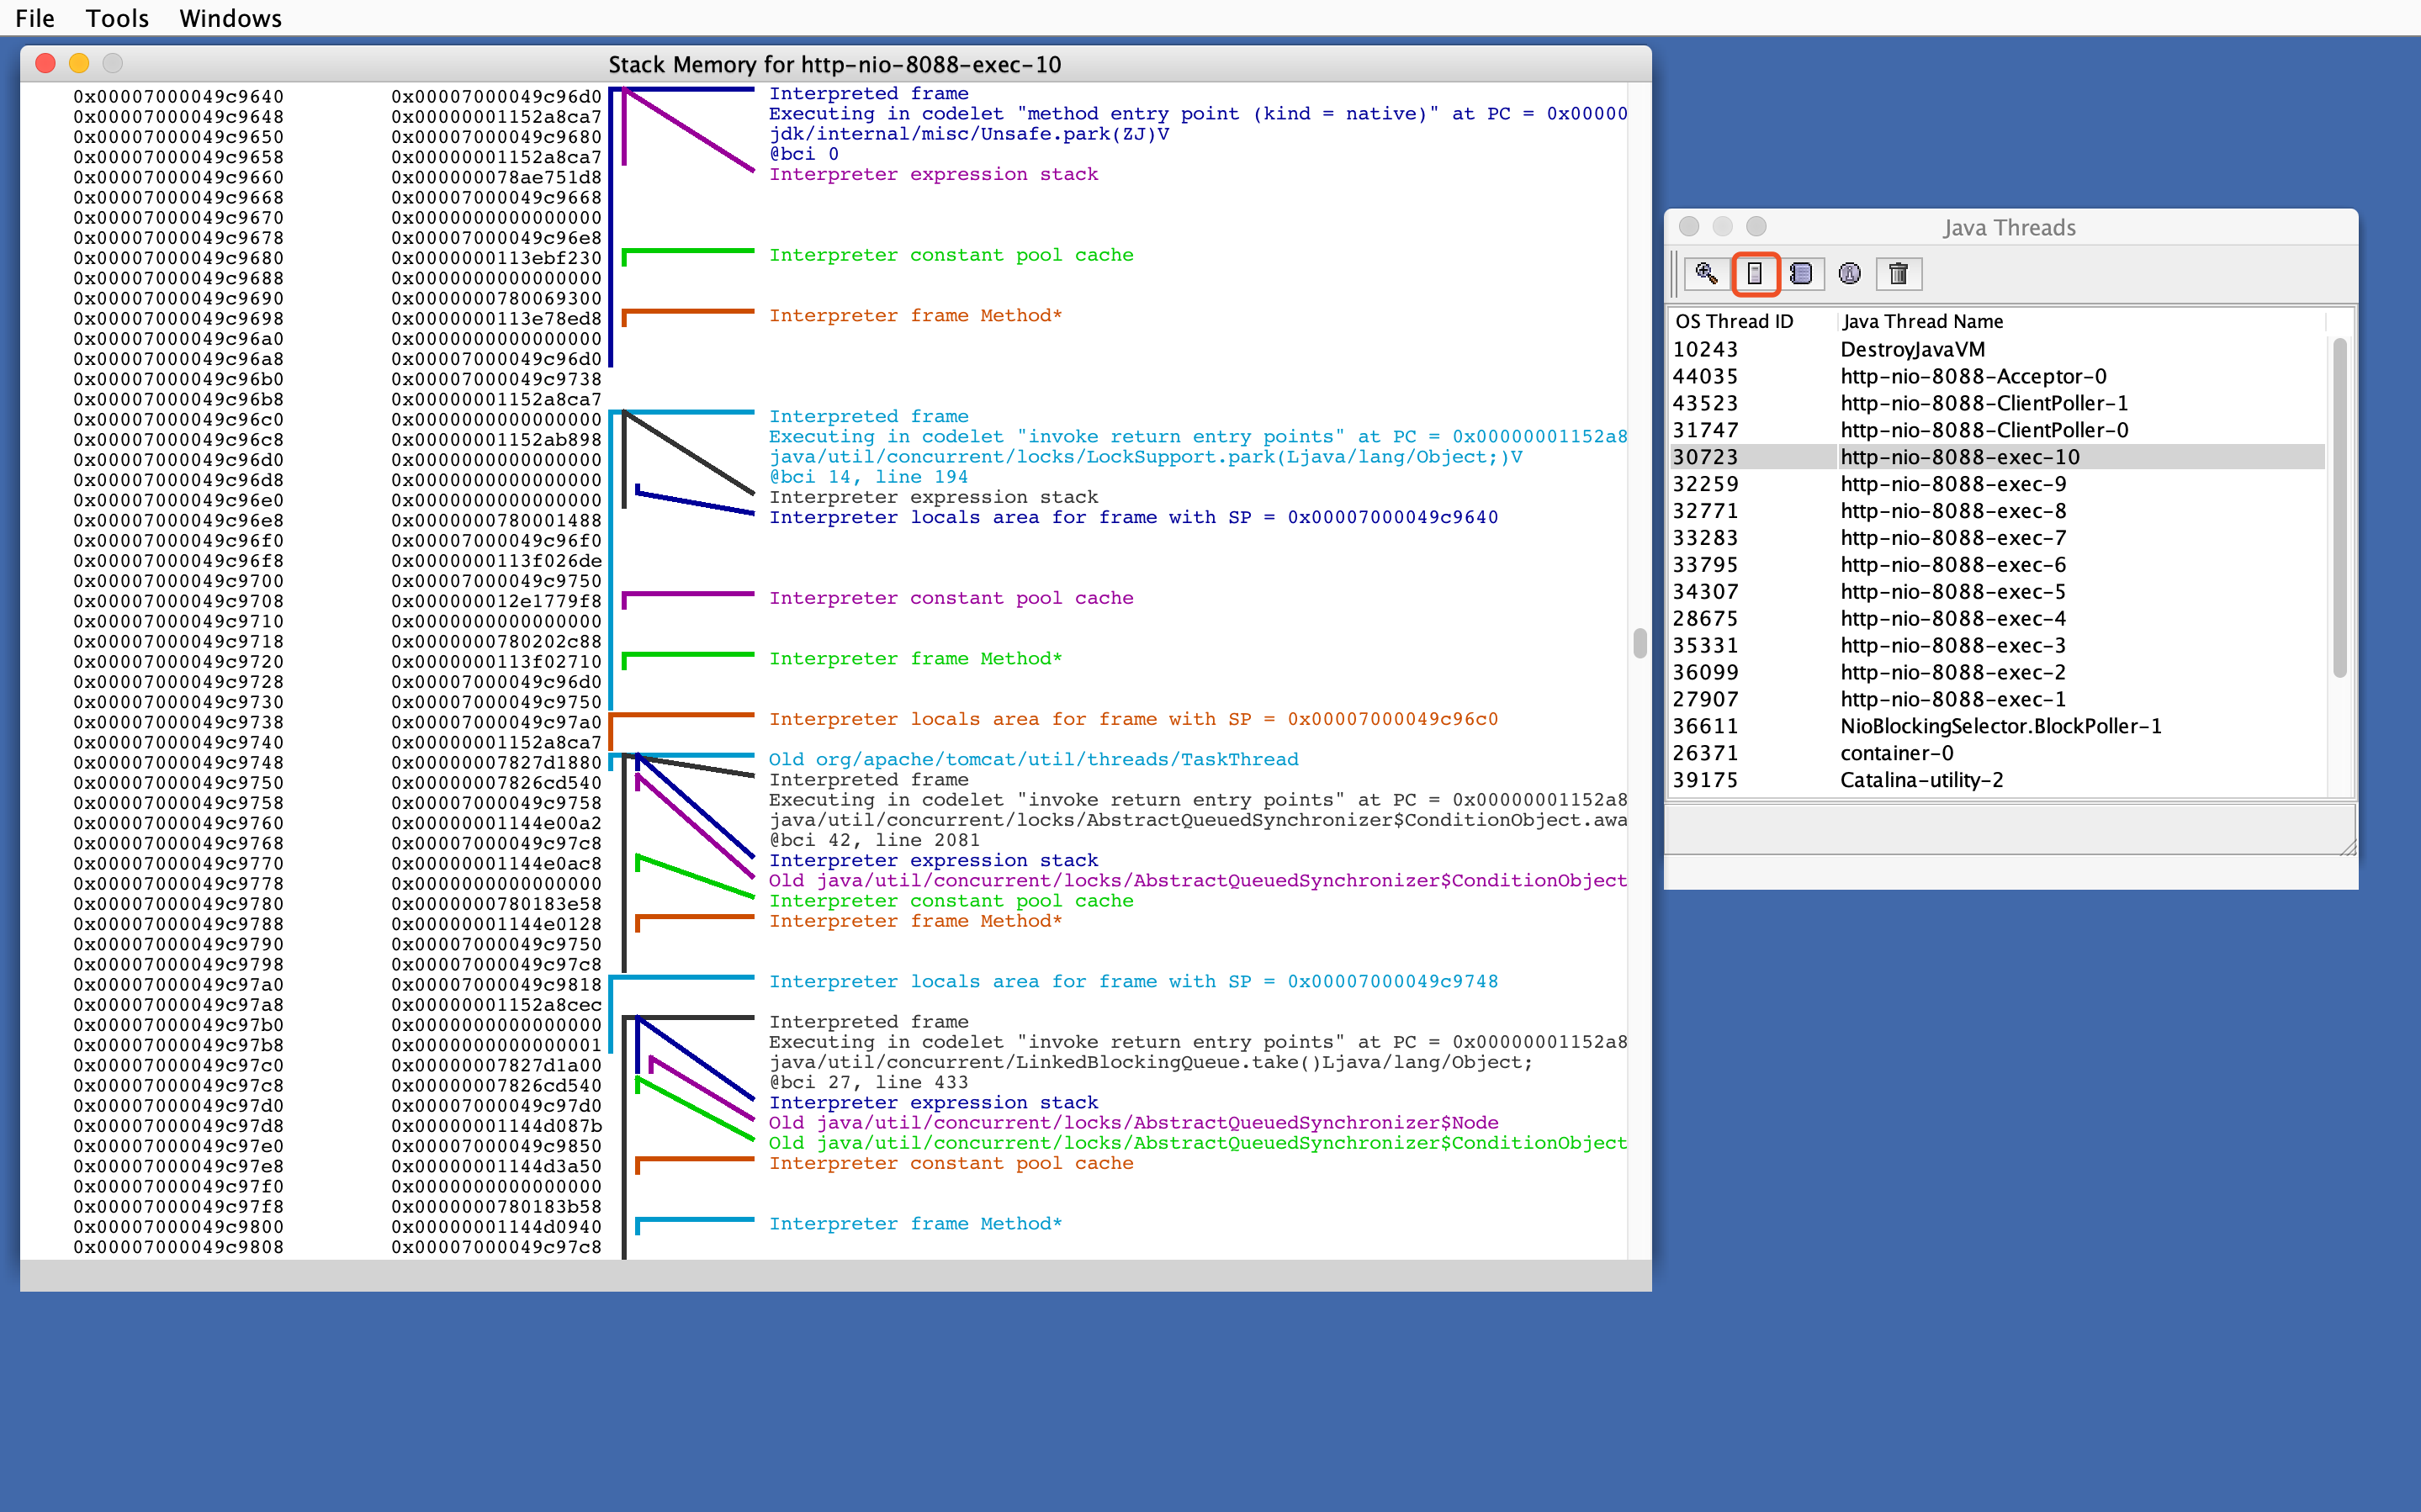 File Tools Windows
Stack Memory for http-nio-8088-exec-10
0x00007000049c9640 0x00007000049c96d0 Interpreted frame
0x00007000049c9648 0x00000001152a8ca7 Executing in codelet "method entry point (kind = native)" at PC = 0x00000
0x00007000049c9650 0x00007000049c9680 jdk/internal/misc/Unsafe.park(ZJ)V
0x00007000049c9658 0x00000001152a8ca7 @bci 0
0x00007000049c9660 0x000000078ae751d8 Interpreter expression stack
0x00007000049c9668 0x00007000049c9668
0x00007000049c9670 0x0000000000000000
0x00007000049c9678 0x00007000049c96e8
0x00007000049c9680 0x0000000113ebf230 Interpreter constant pool cache
0x00007000049c9688 0x0000000000000000
0x00007000049c9690 0x0000000780069300
0x00007000049c9698 0x0000000113e78ed8 Interpreter frame Method*
0x00007000049c96a0 0x0000000000000000
0x00007000049c96a8 0x00007000049c96d0
0x00007000049c96b0 0x00007000049c9738
0x00007000049c96b8 0x00000001152a8ca7
0x00007000049c96c0 0x0000000000000000 Interpreted frame
0x00007000049c96c8 0x00000001152ab898 Executing in codelet "invoke return entry points" at PC = 0x00000001152a8
0x00007000049c96d0 0x0000000000000000 java/util/concurrent/locks/LockSupport.park(Ljava/lang/Object;)V
0x00007000049c96d8 0x0000000000000000 @bci 14, line 194
0x00007000049c96e0 0x0000000000000000 Interpreter expression stack
0x00007000049c96e8 0x0000000780001488 Interpreter locals area for frame with SP = 0x00007000049c9640
0x00007000049c96f0 0x00007000049c96f0
0x00007000049c96f8 0x0000000113f026de
0x00007000049c9700 0x00007000049c9750
0x00007000049c9708 0x000000012e1779f8 Interpreter constant pool cache
0x00007000049c9710 0x0000000000000000
0x00007000049c9718 0x0000000780202c88
0x00007000049c9720 0x0000000113f02710 Interpreter frame Method*
0x00007000049c9728 0x00007000049c96d0
0x00007000049c9730 0x00007000049c9750
0x00007000049c9738 0x00007000049c97a0 Interpreter locals area for frame with SP = 0x00007000049c96c0
0x00007000049c9740 0x00000001152a8ca7
0x00007000049c9748 0x00000007827d1880 Old org/apache/tomcat/util/threads/TaskThread
0x00007000049c9750 0x00000007826cd540 Interpreted frame
0x00007000049c9758 0x00007000049c9758 Executing in codelet "invoke return entry points" at PC = 0x00000001152a8
0x00007000049c9760 0x00000001144e00a2 java/util/concurrent/locks/AbstractQueuedSynchronizer$ConditionObject.awa
0x00007000049c9768 0x00007000049c97c8 @bci 42, line 2081
0x00007000049c9770 0x00000001144e0ac8 Interpreter expression stack
0x00007000049c9778 0x0000000000000000 Old java/util/concurrent/locks/AbstractQueuedSynchronizer$ConditionObject
0x00007000049c9780 0x0000000780183e58 Interpreter constant pool cache
0x00007000049c9788 0x00000001144e0128 Interpreter frame Method*
0x00007000049c9790 0x00007000049c9750
0x00007000049c9798 0x00007000049c97c8
0x00007000049c97a0 0x00007000049c9818 Interpreter locals area for frame with SP = 0x00007000049c9748
0x00007000049c97a8 0x00000001152a8cec
0x00007000049c97b0 0x0000000000000000 Interpreted frame
0x00007000049c97b8 0x0000000000000001 Executing in codelet "invoke return entry points" at PC = 0x00000001152a8
0x00007000049c97c0 0x00000007827d1a00 java/util/concurrent/LinkedBlockingQueue.take()Ljava/lang/Object;
0x00007000049c97c8 0x00000007826cd540 @bci 27, line 433
0x00007000049c97d0 0x00007000049c97d0 Interpreter expression stack
0x00007000049c97d8 0x00000001144d087b Old java/util/concurrent/locks/AbstractQueuedSynchronizer$Node
0x00007000049c97e0 0x00007000049c9850 Old java/util/concurrent/locks/AbstractQueuedSynchronizer$ConditionObject
0x00007000049c97e8 0x00000001144d3a50 Interpreter constant pool cache
0x00007000049c97f0 0x0000000000000000
0x00007000049c97f8 0x0000000780183b58
0x00007000049c9800 0x00000001144d0940 Interpreter frame Method*
0x00007000049c9808 0x00007000049c97c8
Java Threads
OS Thread ID Java Thread Name
10243 DestroyJavaVM
44035 http-nio-8088-Acceptor-0
43523 http-nio-8088-ClientPoller-1
31747 http-nio-8088-ClientPoller-0
30723 http-nio-8088-exec-10
32259 http-nio-8088-exec-9
32771 http-nio-8088-exec-8
33283 http-nio-8088-exec-7
33795 http-nio-8088-exec-6
34307 http-nio-8088-exec-5
28675 http-nio-8088-exec-4
35331 http-nio-8088-exec-3
36099 http-nio-8088-exec-2
27907 http-nio-8088-exec-1
36611 NioBlockingSelector.BlockPoller-1
26371 container-0
39175 Catalina-utility-2